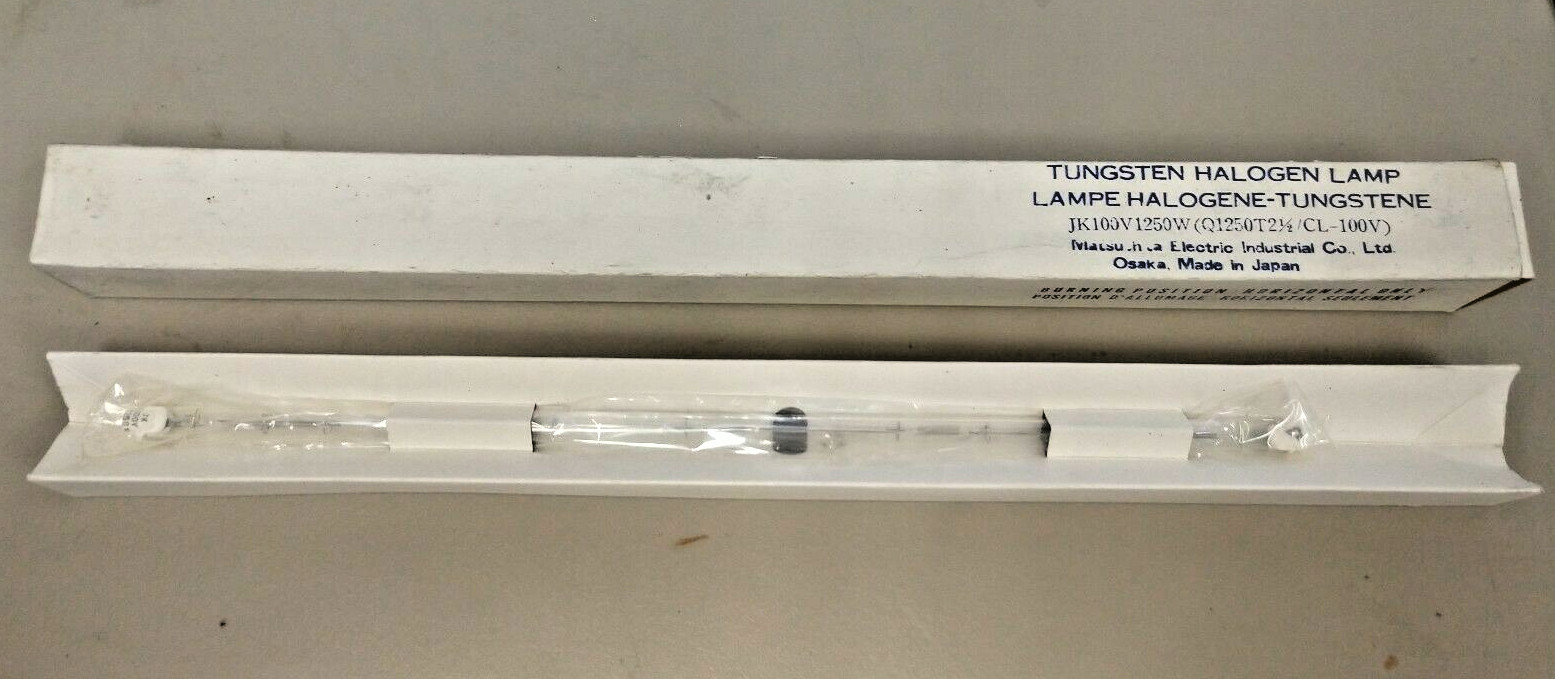 TUNGSTEN HALOGEN LAMP
LAMPE HALOGENE-TUNGSTENE
JK100V1250W (Q1250T2½/CL-100V)
Electric Industrial Co., Ltd.
Osaka, Made in Japan
BURNING POSITION HORIZONTAL ONLY
POSITION D'ALLUMAGE HORIZONTAL SEULEMENT